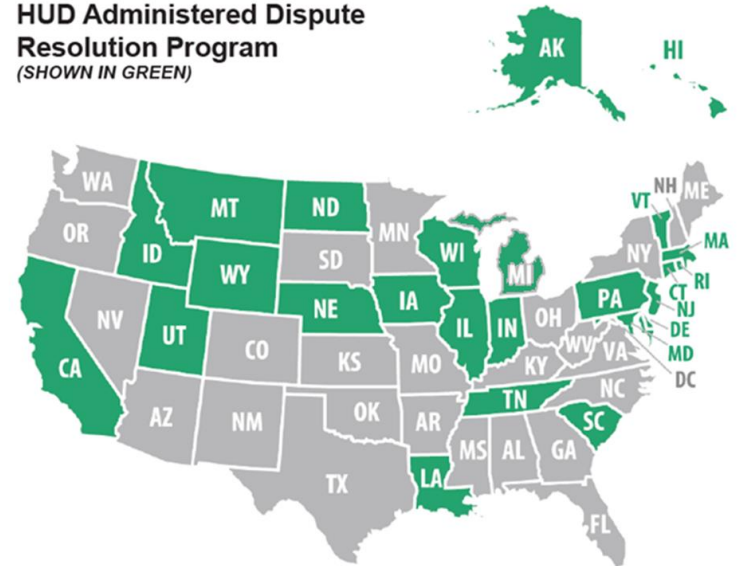 HUD Administered Dispute
Resolution Program
(SHOWN IN GREEN)
AK
HI
WA
MT
ND
MN
OR
ID
WY
SD
WI
MI
NY
VT
NH
ME
MA
RI
CT
NJ
DE
MD
DC
NV
UT
NE
IA
IL
IN
OH
PA
CA
CO
KS
MO
KY
WV
VA
AZ
NM
OK
AR
TN
NC
SC
TX
LA
MS
AL
GA
FL